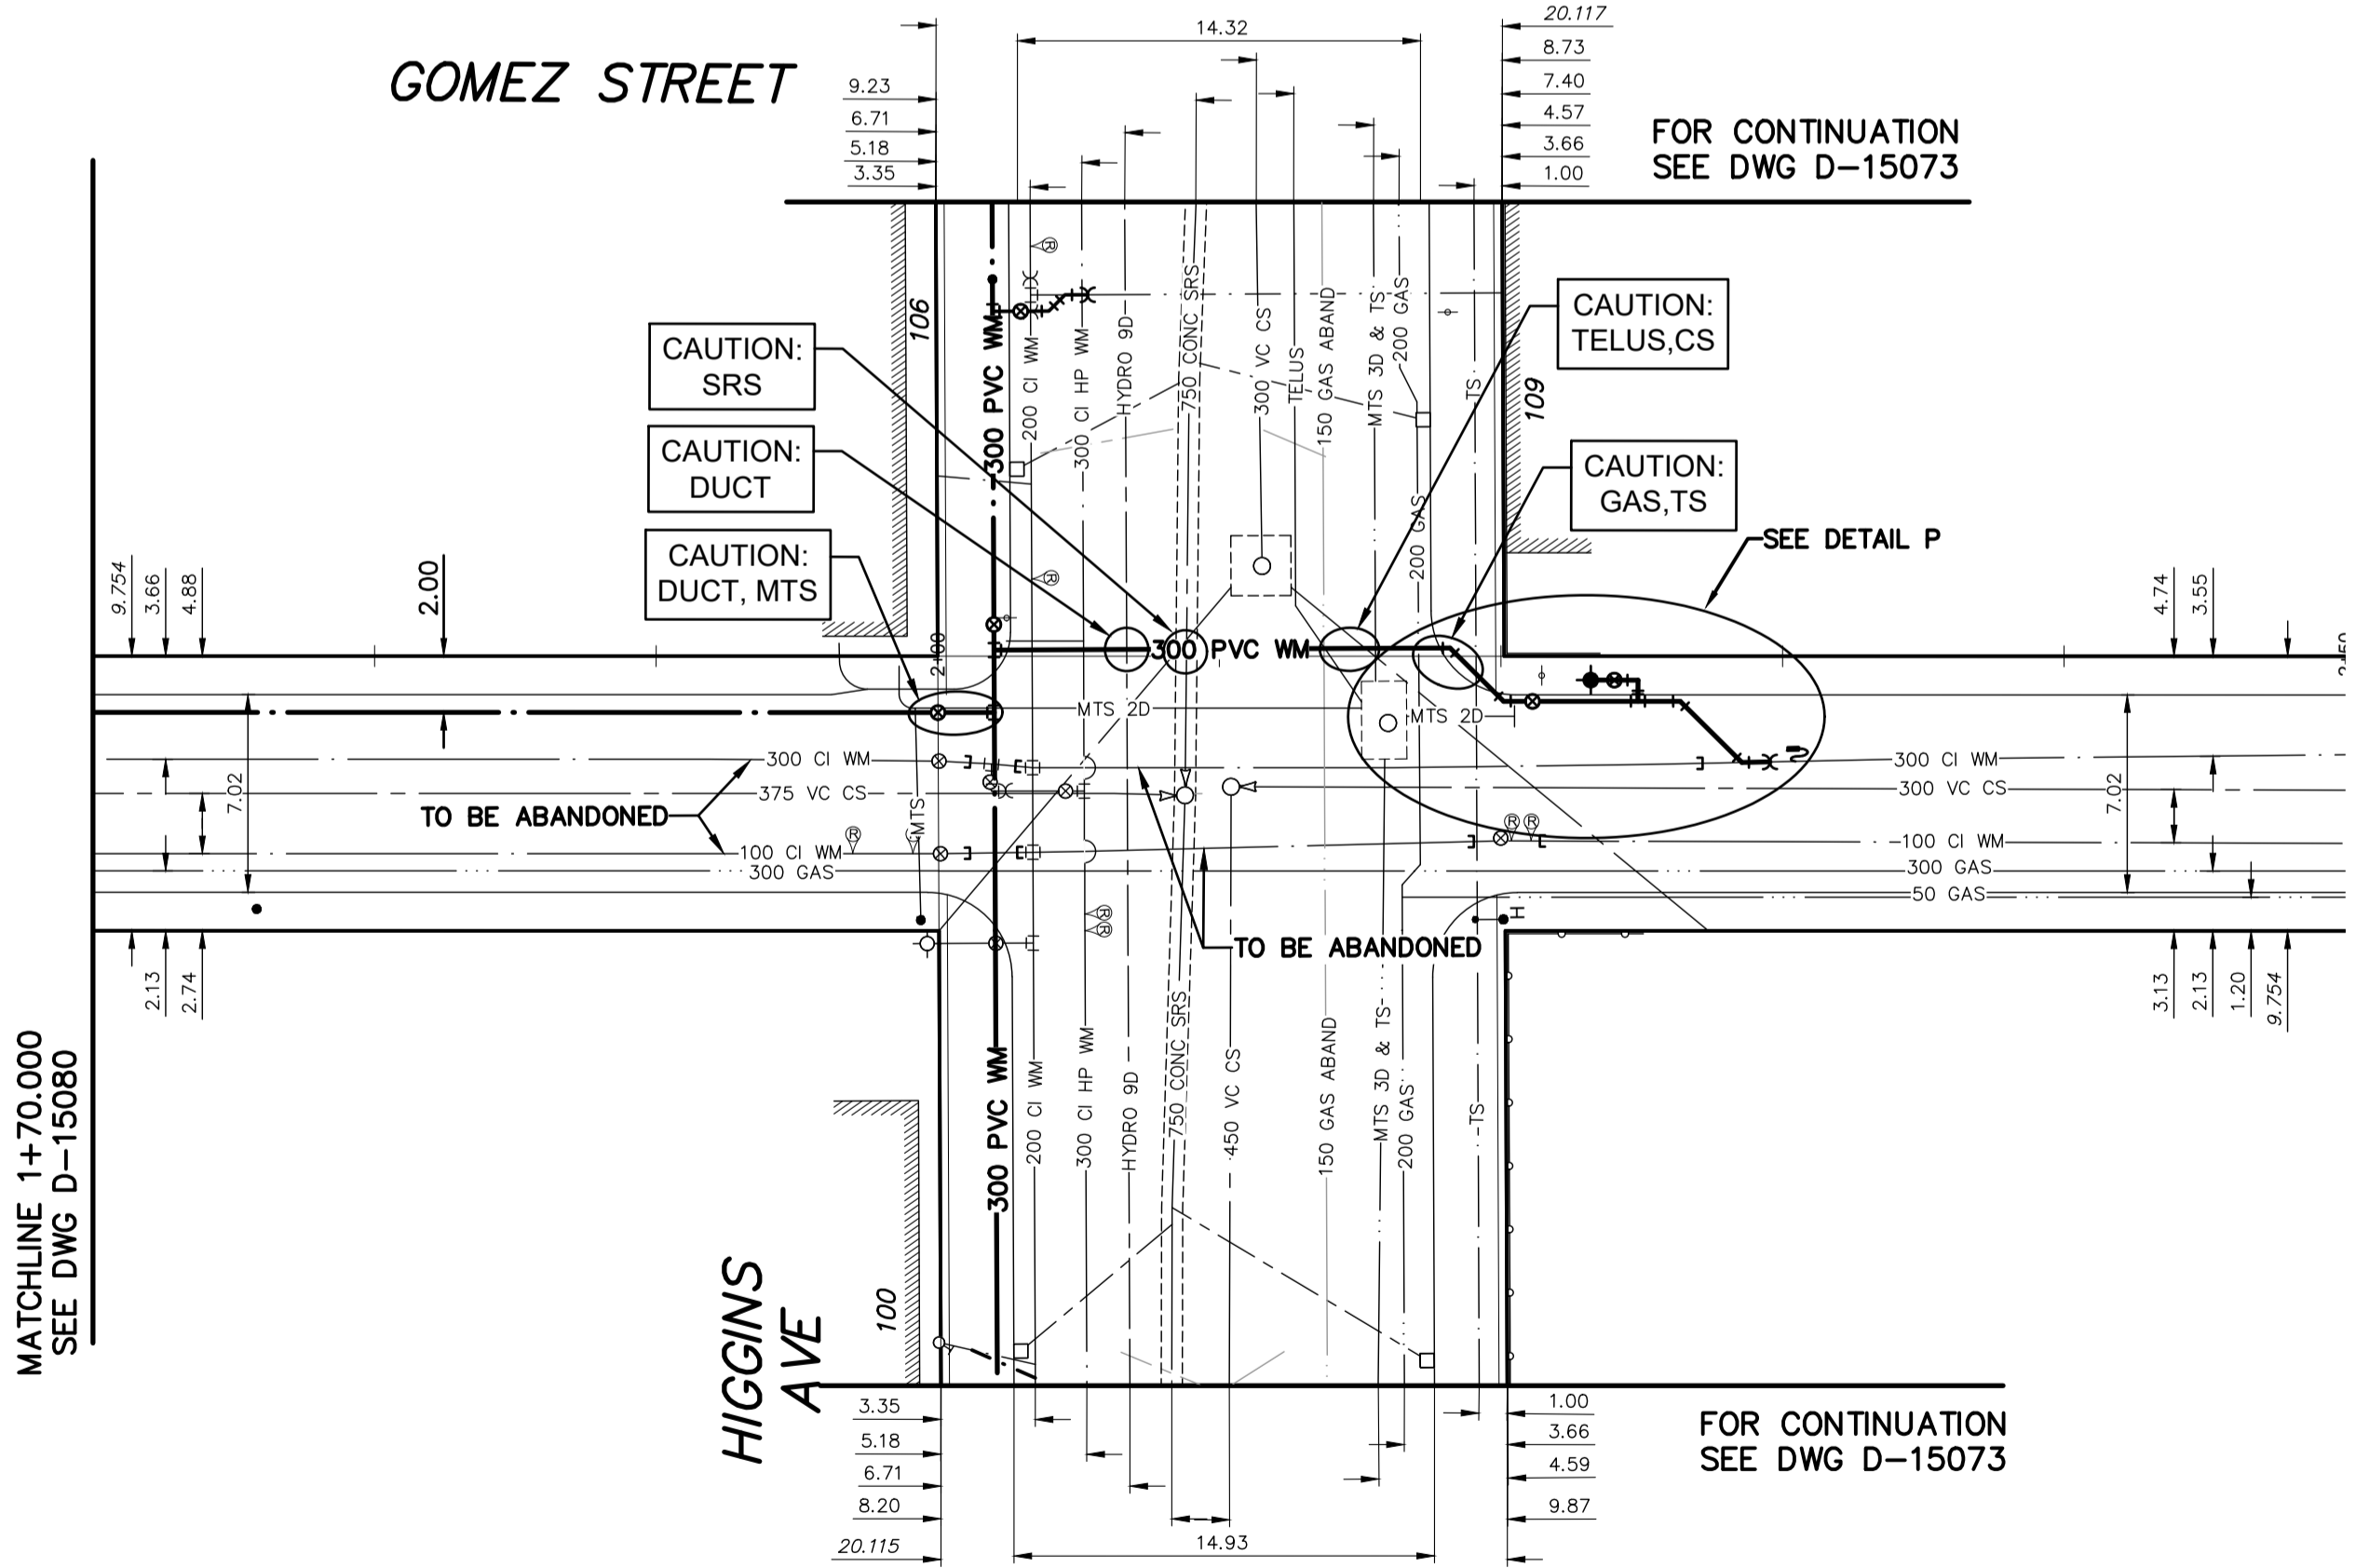 GOMEZ STREET
14.32
20.117
8.73
7.40
4.57
3.66
1.00
9.23
6.71
5.18
3.35
FOR CONTINUATION
SEE DWG D-15073
106
109
CAUTION:
SRS
CAUTION:
DUCT
CAUTION:
DUCT, MTS
CAUTION:
TELUS,CS
CAUTION:
GAS,TS
SEE DETAIL P
300 PVC WM
200 CI WM
300 CI HP WM
HYDRO 9D
750 CONC SRS
300 VC CS
TELUS
150 GAS ABAND
MTS 3D & TS
200 GAS
200 GAS
TS
R
R
9.754
3.66
4.88
2.00
4.74
3.55
2+00
300 PVC WM
MTS 2D
MTS 2D
7.02
300 CI WM
375 VC CS
TO BE ABANDONED
MTS
R
100 CI WM
300 GAS
300 CI WM
300 VC CS
7.02
R R
100 CI WM
300 GAS
50 GAS
H
R
R
TO BE ABANDONED
2.13
2.74
3.13
2.13
1.20
9.754
MATCHLINE 1+70.000
SEE DWG D-15080
300 PVC WM
200 CI WM
300 CI HP WM
HYDRO 9D
750 CONC SRS
450 VC CS
150 GAS ABAND
MTS 3D & TS
200 GAS
TS
HIGGINS
AVE
100
3.35
5.18
6.71
8.20
20.115
14.93
1.00
3.66
4.59
9.87
FOR CONTINUATION
SEE DWG D-15073